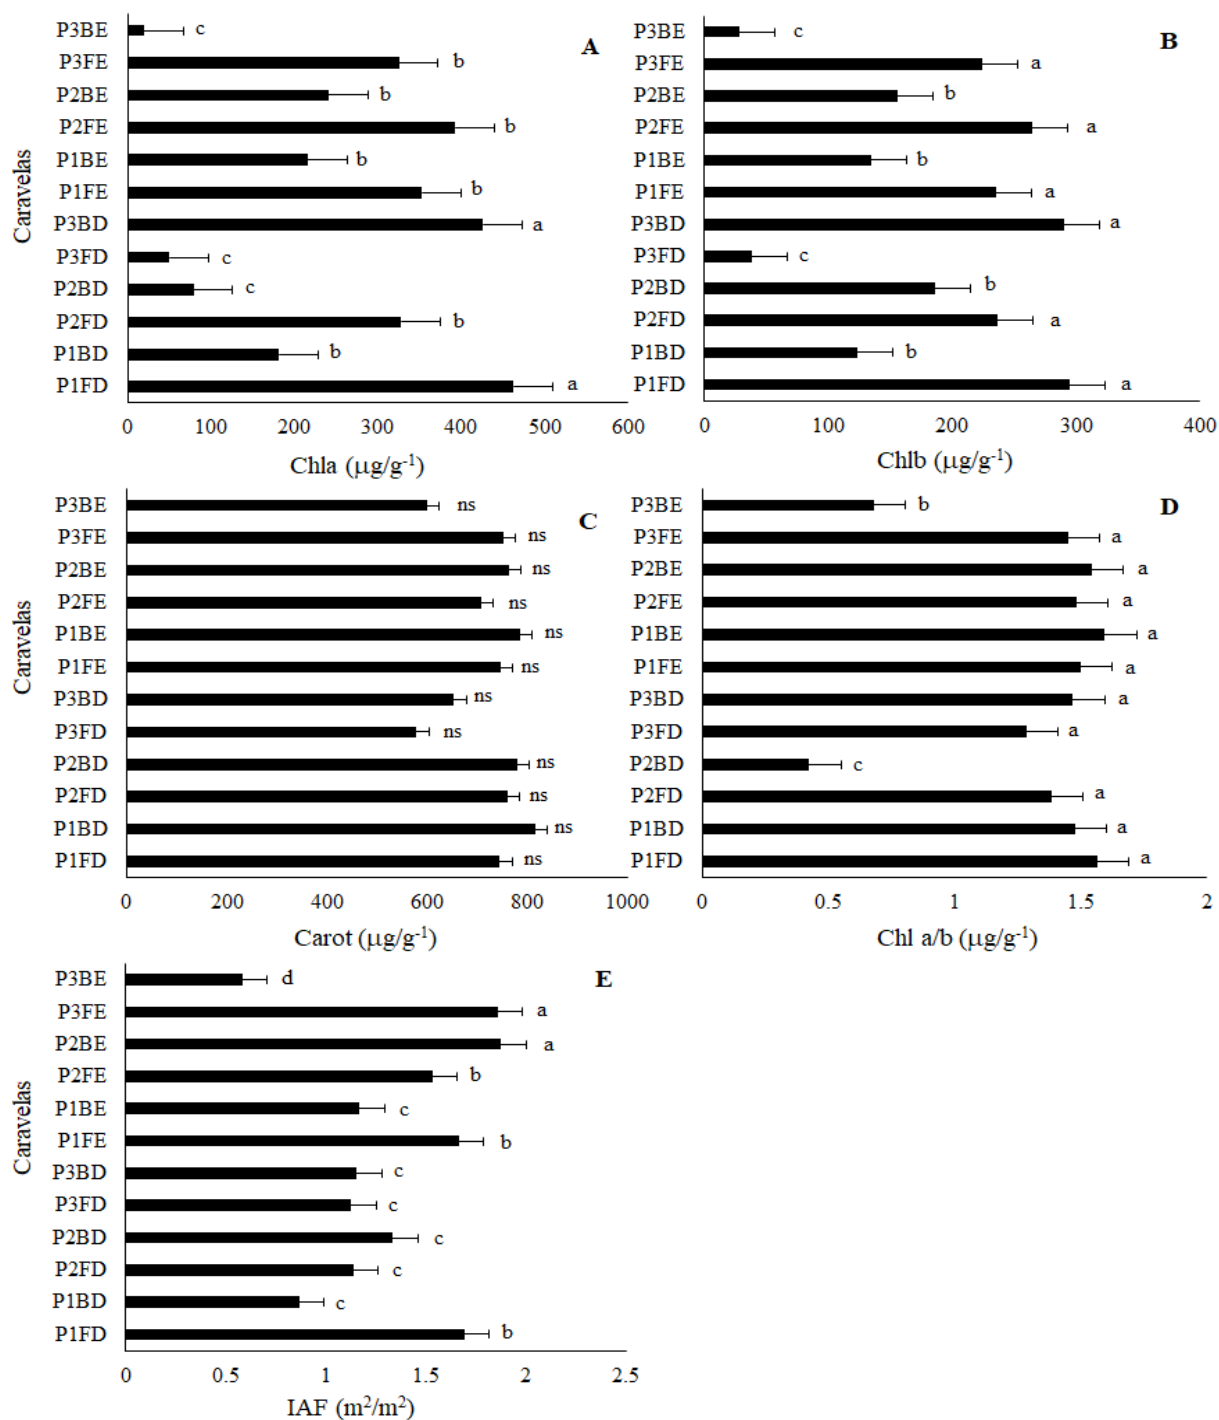 A
Caravelas
P3BE c
P3FE b
P2BE b
P2FE b
P1BE b
P1FE b
P3BD a
P3FD c
P2BD c
P2FD b
P1BD b
P1FD a
0 100 200 300 400 500 600
Chla (µg/g⁻¹)
B
P3BE c
P3FE a
P2BE b
P2FE a
P1BE b
P1FE a
P3BD a
P3FD c
P2BD b
P2FD a
P1BD b
P1FD a
0 100 200 300 400
Chlb (µg/g⁻¹)
C
Caravelas
P3BE ns
P3FE ns
P2BE ns
P2FE ns
P1BE ns
P1FE ns
P3BD ns
P3FD ns
P2BD ns
P2FD ns
P1BD ns
P1FD ns
0 200 400 600 800 1000
Carot (µg/g⁻¹)
D
P3BE b
P3FE a
P2BE a
P2FE a
P1BE a
P1FE a
P3BD a
P3FD a
P2BD c
P2FD a
P1BD a
P1FD a
0 0.5 1 1.5 2
Chl a/b (µg/g⁻¹)
E
Caravelas
P3BE d
P3FE a
P2BE a
P2FE b
P1BE c
P1FE b
P3BD c
P3FD c
P2BD c
P2FD c
P1BD c
P1FD b
0 0.5 1 1.5 2 2.5
IAF (m²/m²)